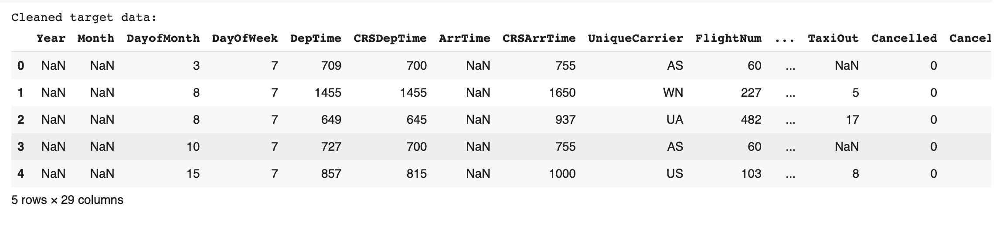 Cleaned target data:
Year Month DayofMonth DayOfWeek DepTime CRSDepTime ArrTime CRSArrTime UniqueCarrier FlightNum ... TaxiOut Cancelled Cancel
0 NaN NaN 3 7 709 700 NaN 755 AS 60 ... NaN 0
1 NaN NaN 8 7 1455 1455 NaN 1650 WN 227 ... 5 0
2 NaN NaN 8 7 649 645 NaN 937 UA 482 ... 17 0
3 NaN NaN 10 7 727 700 NaN 755 AS 60 ... NaN 0
4 NaN NaN 15 7 857 815 NaN 1000 US 103 ... 8 0
5 rows × 29 columns